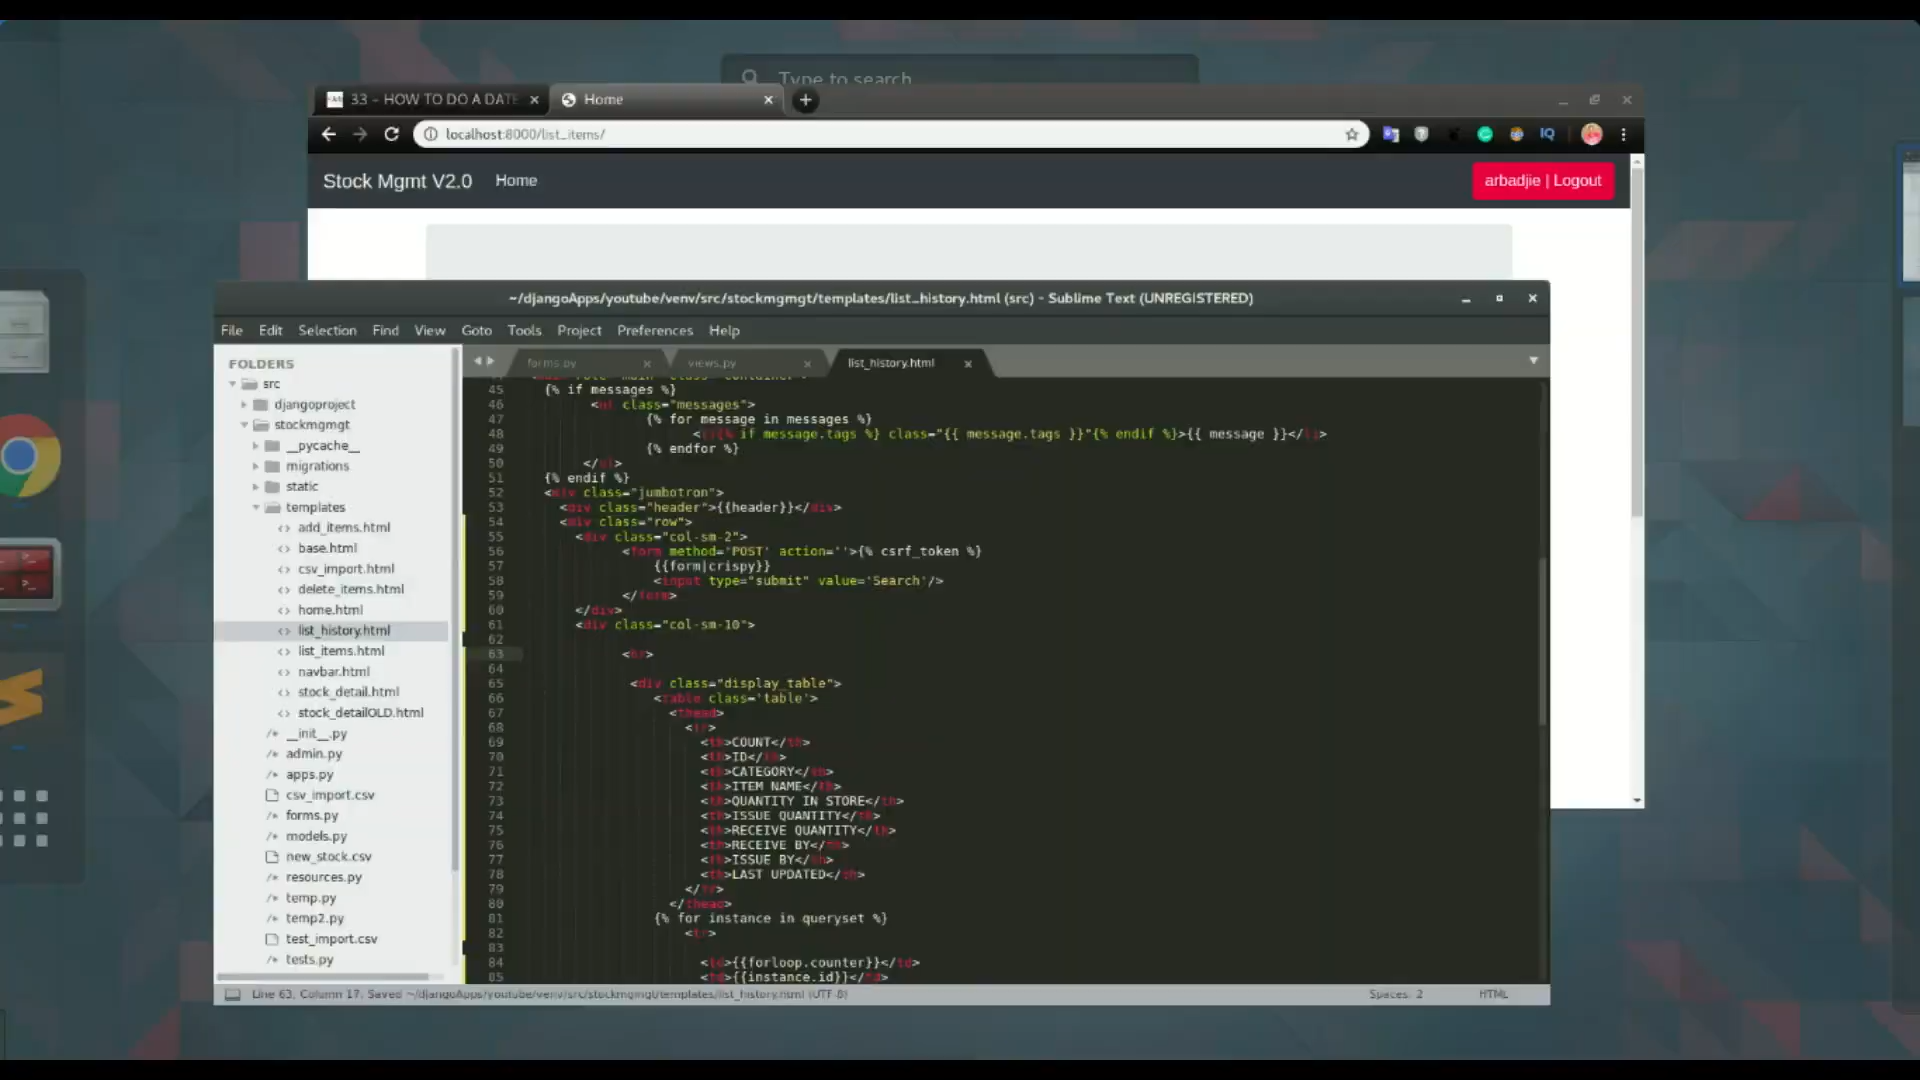 Type to search
33 - HOW TO DO A DATE
Home
localhost:8000/list_items/
IQ
Stock Mgmt V2.0
Home
arbadjie | Logout
~/djangoApps/youtube/venv/src/stockmgmgt/templates/list_history.html (src) - Sublime Text (UNREGISTERED)
File Edit Selection Find View Goto Tools Project Preferences Help
FOLDERS
src
djangoproject
stockmgmgt
__pycache__
migrations
static
templates
add_items.html
base.html
csv_import.html
delete_items.html
home.html
list_history.html
list_items.html
navbar.html
stock_detail.html
stock_detailOLD.html
__init__.py
admin.py
apps.py
csv_import.csv
forms.py
models.py
new_stock.csv
resources.py
temp.py
temp2.py
test_import.csv
tests.py
forms.py
views.py
list_history.html
45 {% if messages %}
46 <ul class="messages">
47 {% for message in messages %}
48 <li{% if message.tags %} class="{{ message.tags }}"{% endif %}>{{ message }}</li>
49 {% endfor %}
50 </ul>
51 {% endif %}
52 <div class="jumbotron">
53 <div class="header">{{header}}</div>
54 <div class="row">
55 <div class="col-sm-2">
56 <form method='POST' action=''>{% csrf_token %}
57 {{form|crispy}}
58 <input type="submit" value='Search'/>
59 </form>
60 </div>
61 <div class="col-sm-10">
62
63 <br>
64
65 <div class="display_table">
66 <table class='table'>
67 <thead>
68 <tr>
69 <th>COUNT</th>
70 <th>ID</th>
71 <th>CATEGORY</th>
72 <th>ITEM NAME</th>
73 <th>QUANTITY IN STORE</th>
74 <th>ISSUE QUANTITY</th>
75 <th>RECEIVE QUANTITY</th>
76 <th>RECEIVE BY</th>
77 <th>ISSUE BY</th>
78 <th>LAST UPDATED</th>
79 </tr>
80 </thead>
81 {% for instance in queryset %}
82 <tr>
83
84 <td>{{forloop.counter}}</td>
85 <td>{{instance.id}}</td>
Line 63, Column 17, Saved ~/djangoApps/youtube/venv/src/stockmgmgt/templates/list_history.html (UTF-8)
Spaces: 2
HTML